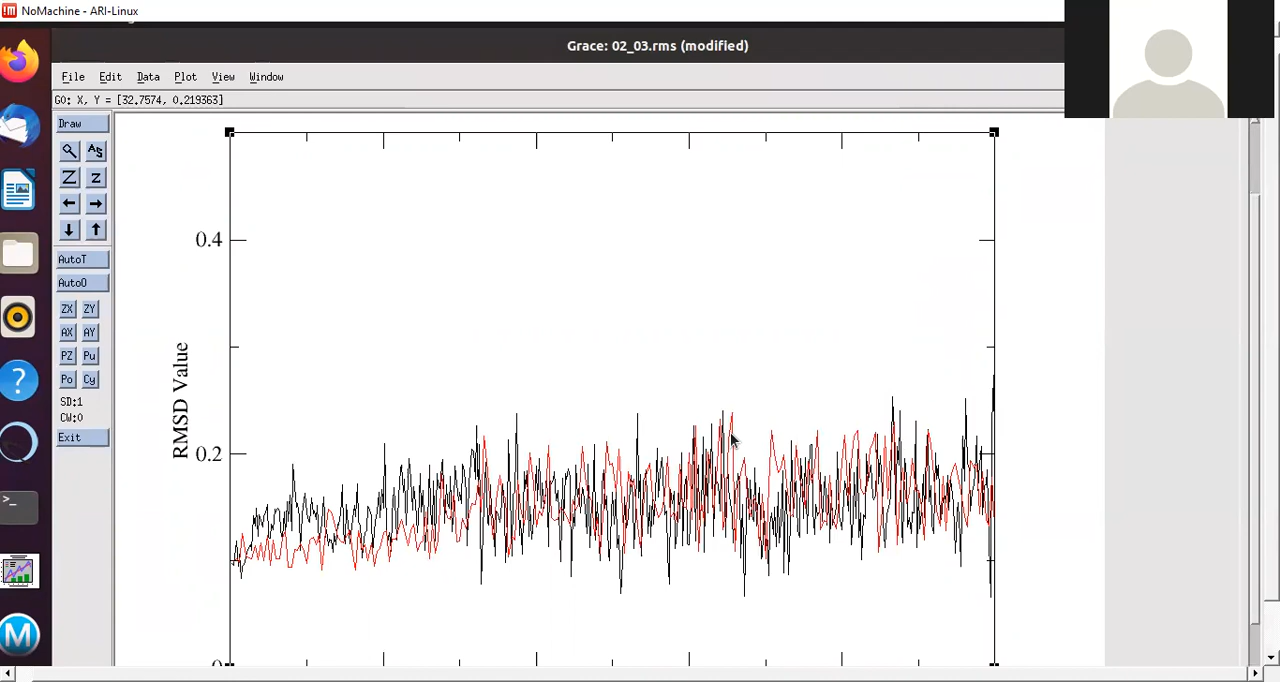 NoMachine - ARI-Linux
Grace: 02_03.rms (modified)
File Edit Data Plot View Window
G0: X, Y = [32.7574, 0.219363]
Draw
AS
Z z
AutoT
AutoO
ZX ZY
AX AY
PZ Pu
Po Cy
SD:1
CW:0
Exit
0.4
RMSD Value
0.2
0
>_
M